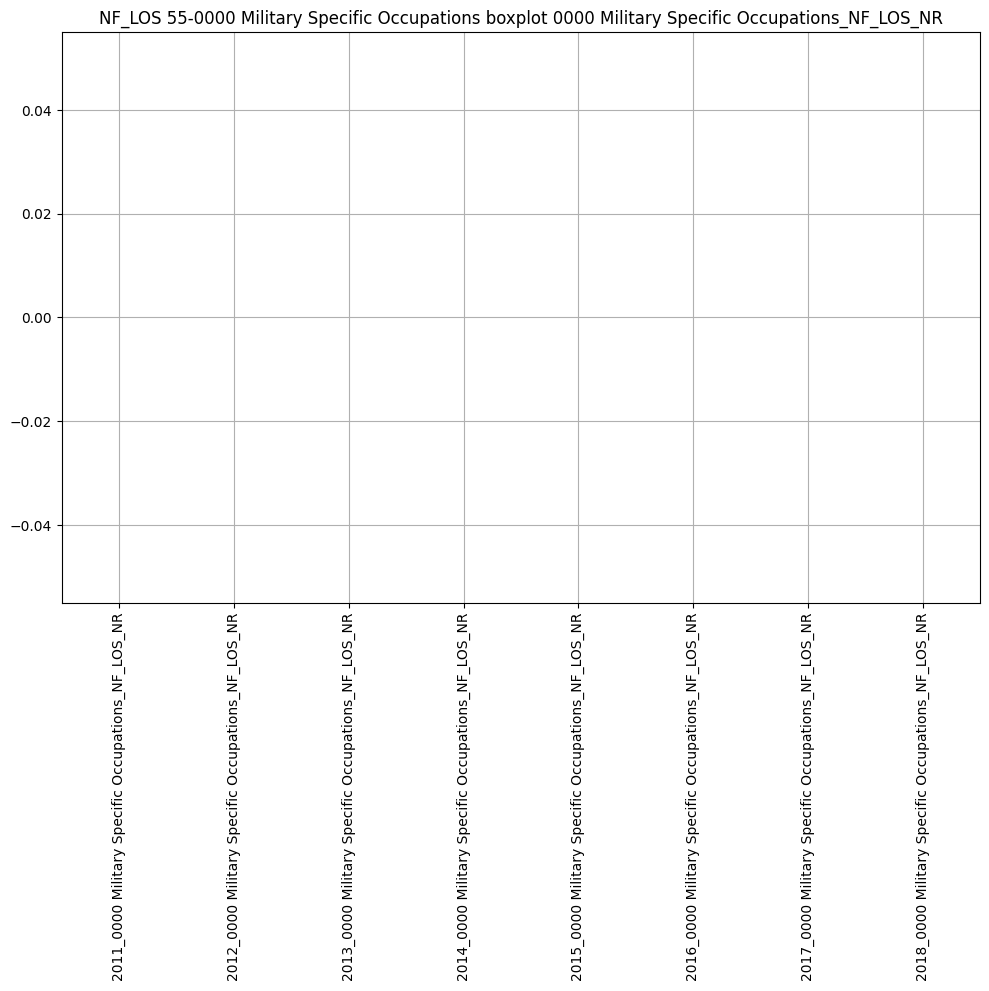 NF_LOS 55-0000 Military Specific Occupations boxplot 0000 Military Specific Occupations_NF_LOS_NR
0.04
0.02
0.00
−0.02
−0.04
2011_0000 Military Specific Occupations_NF_LOS_NR
2012_0000 Military Specific Occupations_NF_LOS_NR
2013_0000 Military Specific Occupations_NF_LOS_NR
2014_0000 Military Specific Occupations_NF_LOS_NR
2015_0000 Military Specific Occupations_NF_LOS_NR
2016_0000 Military Specific Occupations_NF_LOS_NR
2017_0000 Military Specific Occupations_NF_LOS_NR
2018_0000 Military Specific Occupations_NF_LOS_NR